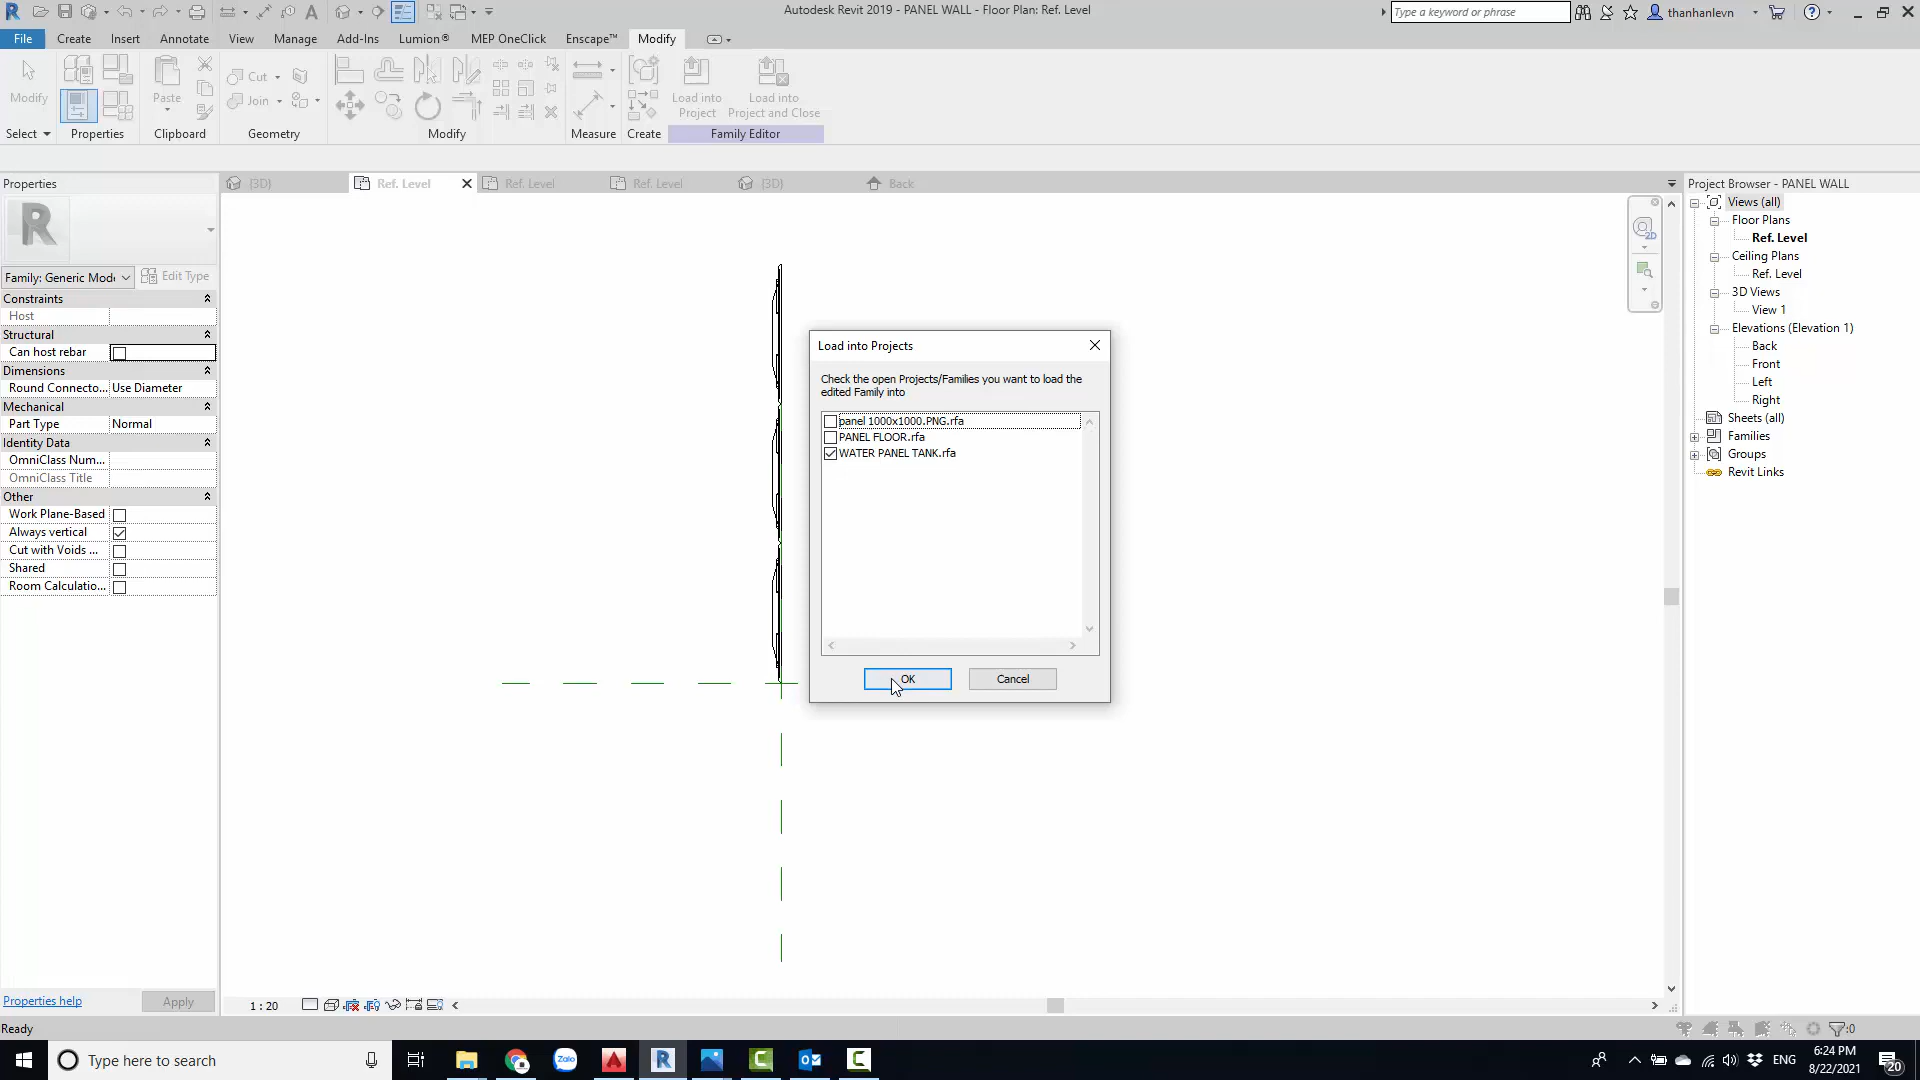 Autodesk Revit 2019 - PANEL WALL - Floor Plan: Ref. Level
Type a keyword or phrase
thanhanlevn
File
Create
Insert
Annotate
View
Manage
Add-Ins
Lumion®
MEP OneClick
Enscape™
Modify
Modify
Paste
Cut
Join
Load into
Project
Load into
Project and Close
Select
Properties
Clipboard
Geometry
Modify
Measure
Create
Family Editor
Properties
{3D}
Ref. Level
Ref. Level
Ref. Level
{3D}
Back
Project Browser - PANEL WALL
Family: Generic Mode
Edit Type
Constraints
Host
Structural
Can host rebar
Dimensions
Round Connecto... Use Diameter
Mechanical
Part Type Normal
Identity Data
OmniClass Num...
OmniClass Title
Other
Work Plane-Based
Always vertical
Cut with Voids ...
Shared
Room Calculatio...
Properties help
Apply
Load into Projects
Check the open Projects/Families you want to load the
edited Family into
panel 1000x1000.PNG.rfa
PANEL FLOOR.rfa
WATER PANEL TANK.rfa
OK
Cancel
2D
Views (all)
Floor Plans
Ref. Level
Ceiling Plans
Ref. Level
3D Views
View 1
Elevations (Elevation 1)
Back
Front
Left
Right
Sheets (all)
Families
Groups
Revit Links
1 : 20
Ready
:0
Type here to search
Zalo
ENG
6:24 PM
8/22/2021
20